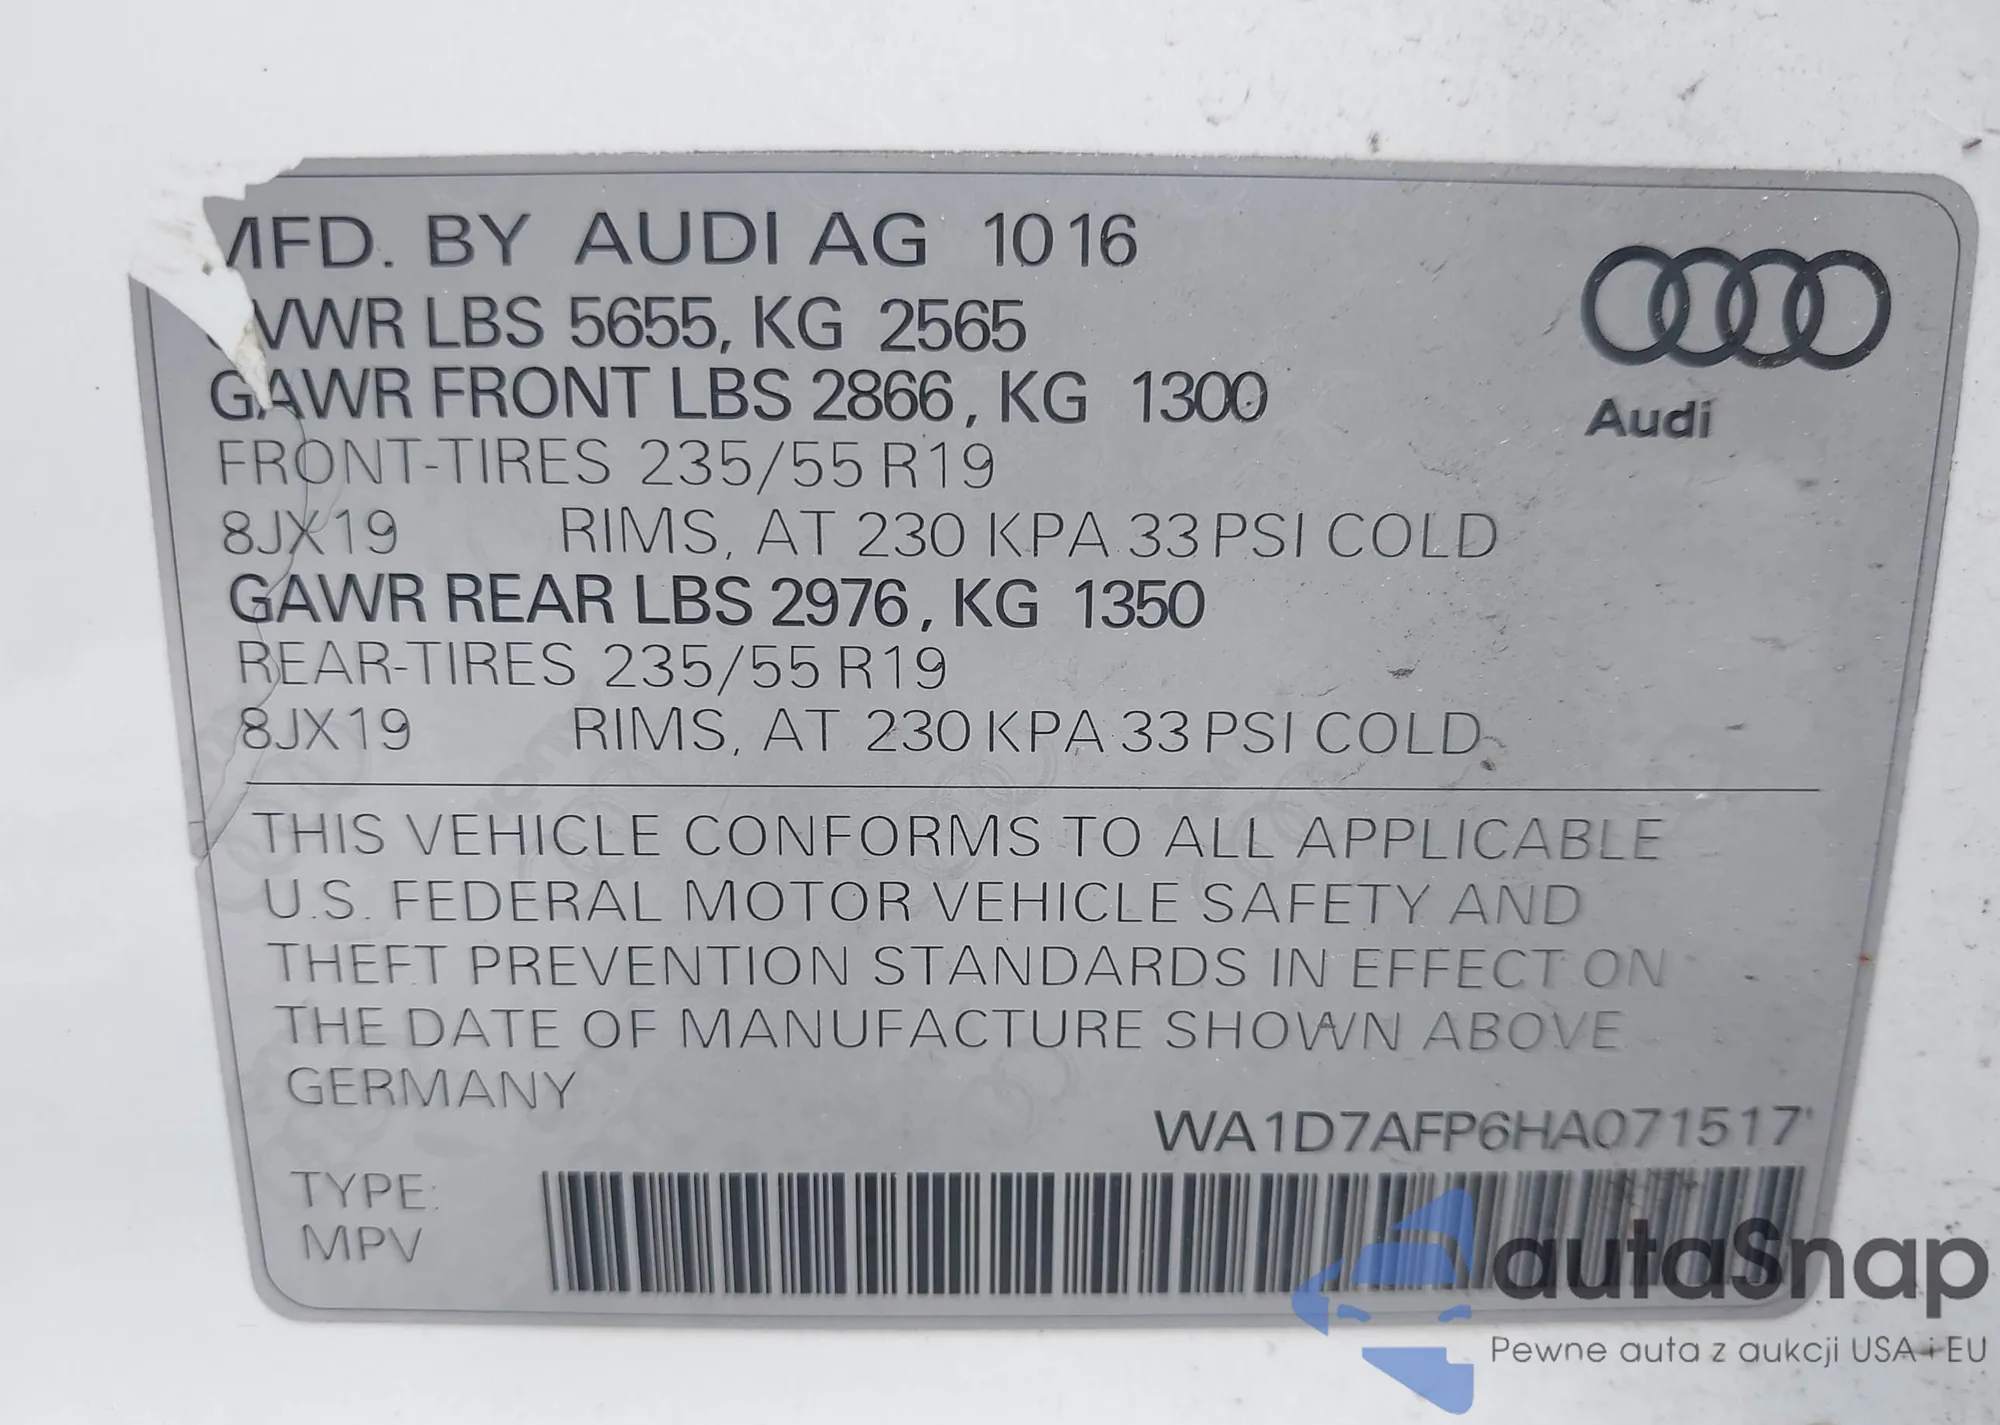 MFD. BY AUDI AG 10 16
GVWR LBS 5655, KG 2565
GAWR FRONT LBS 2866, KG 1300
FRONT-TIRES 235/55 R19
8JX19 RIMS, AT 230 KPA 33 PSI COLD
GAWR REAR LBS 2976, KG 1350
REAR-TIRES 235/55 R19
8JX19 RIMS, AT 230 KPA 33 PSI COLD
Audi
THIS VEHICLE CONFORMS TO ALL APPLICABLE
U.S. FEDERAL MOTOR VEHICLE SAFETY AND
THEFT PREVENTION STANDARDS IN EFFECT ON
THE DATE OF MANUFACTURE SHOWN ABOVE
GERMANY
WA1D7AFP6HA071517
TYPE:
MPV
autaSnap
Pewne auta z aukcji USA i EU